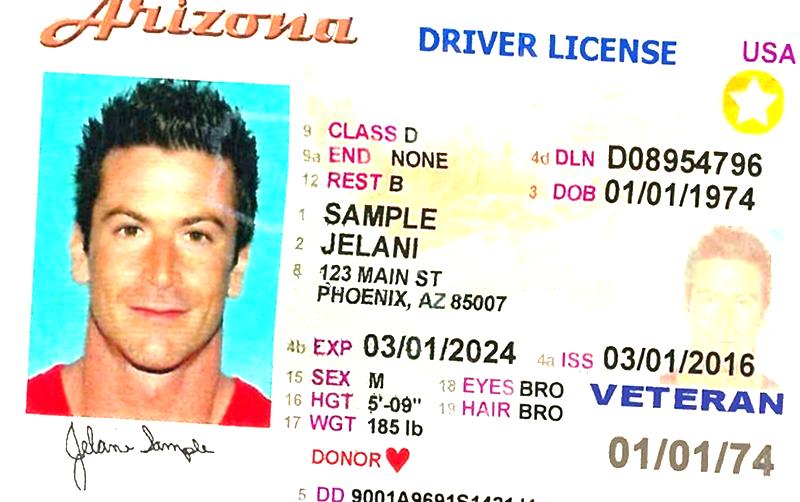 Arizona
DRIVER LICENSE USA
9 CLASS D
9a END NONE 4d DLN D08954796
12 REST B 3 DOB 01/01/1974
1 SAMPLE
2 JELANI
8 123 MAIN ST
PHOENIX, AZ 85007
4b EXP 03/01/2024 4a ISS 03/01/2016
15 SEX M 18 EYES BRO VETERAN
16 HGT 5'-09" 19 HAIR BRO
17 WGT 185 lb
Jelani Sample
DONOR 01/01/74
5 DD